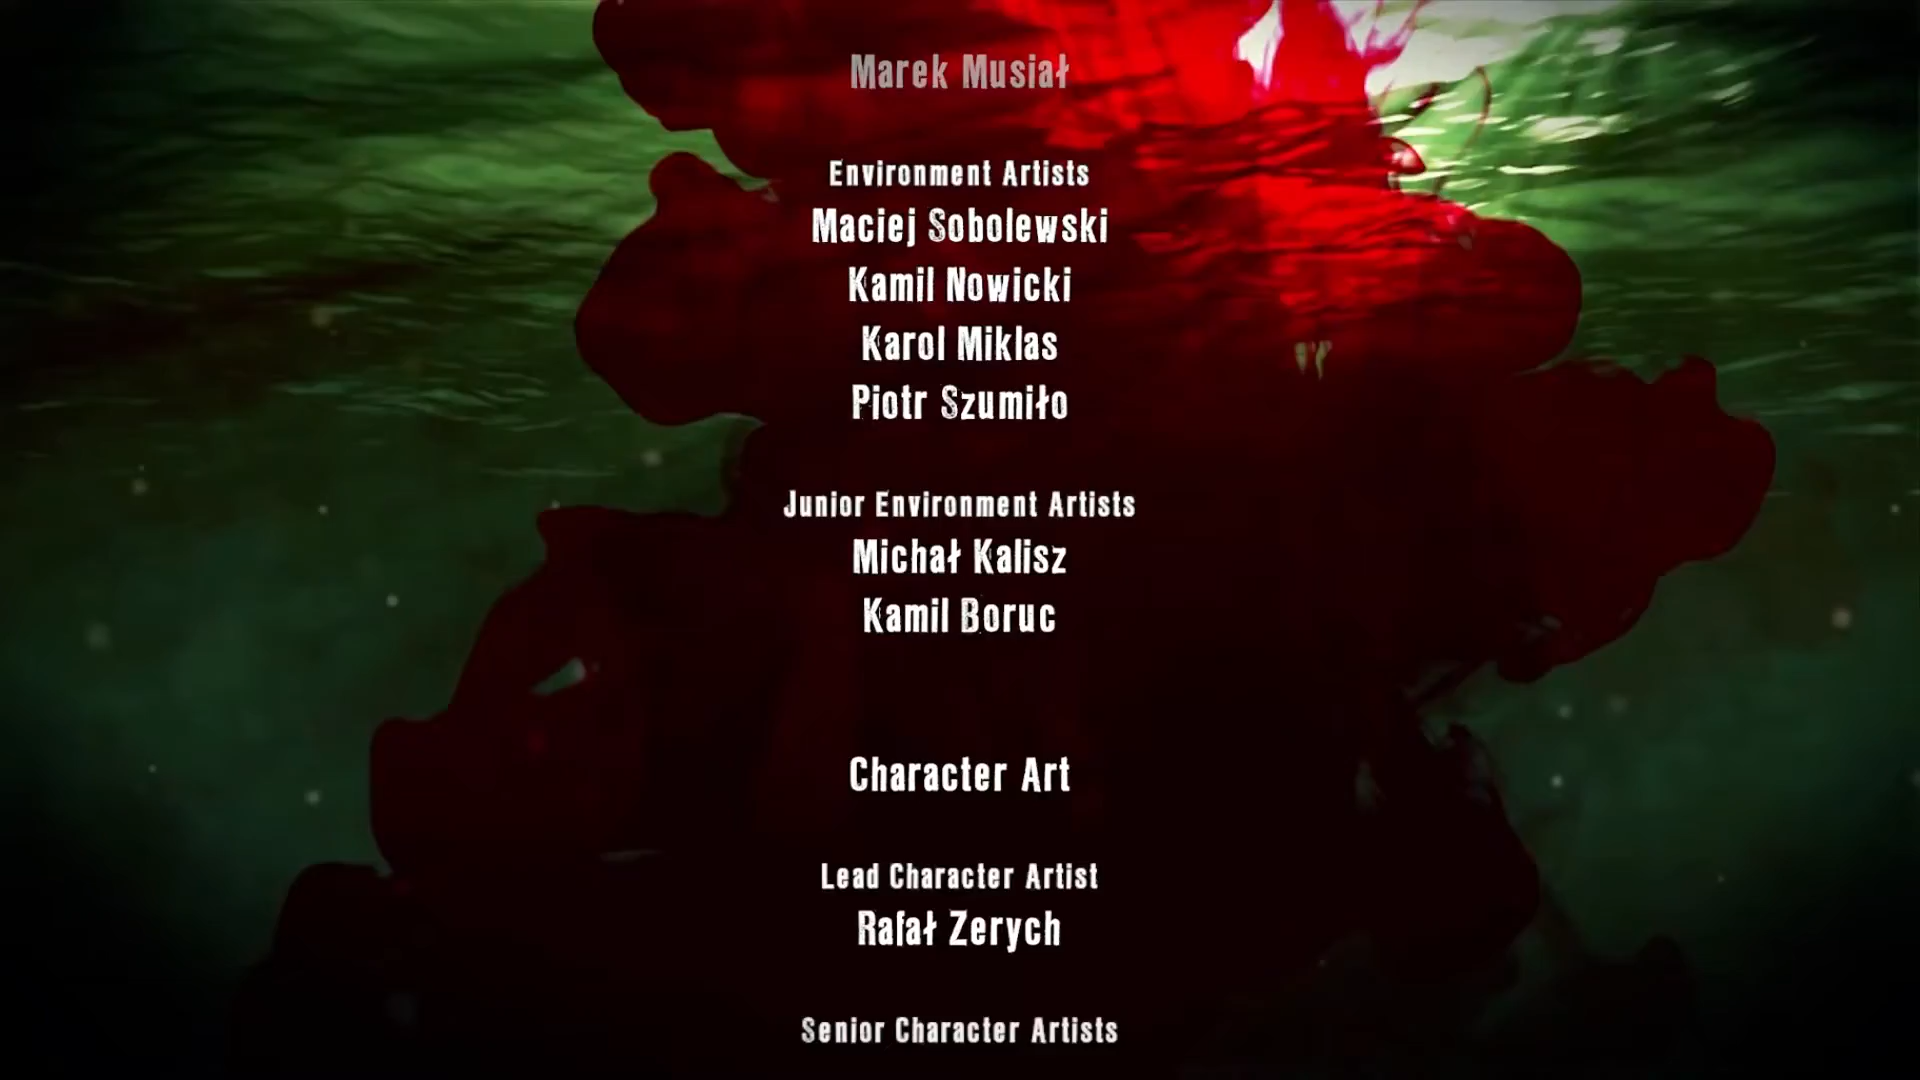 Marek Musiał
Environment Artists
Maciej Sobolewski
Kamil Nowicki
Karol Miklas
Piotr Szumiło
Junior Environment Artists
Michał Kalisz
Kamil Boruc
Character Art
Lead Character Artist
Rafał Zerych
Senior Character Artists